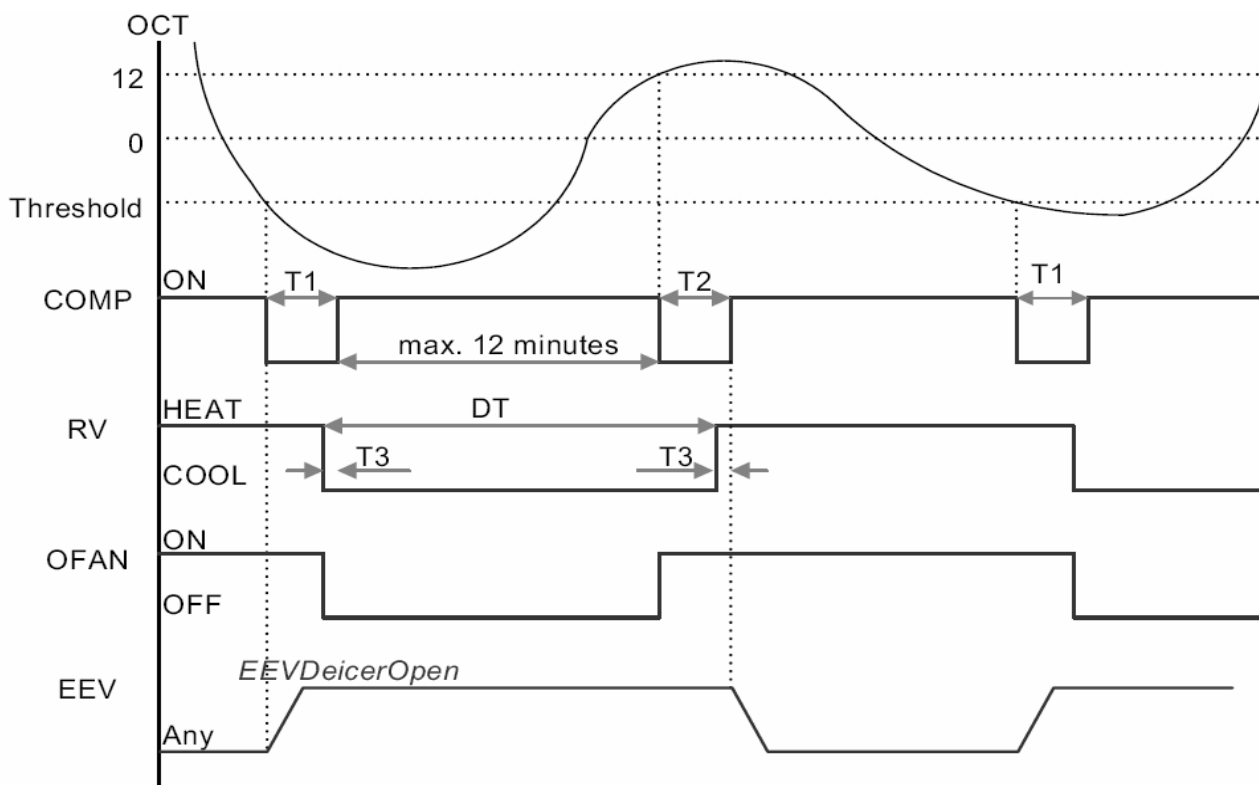 OCT
12
0
Threshold
ON
T1
T2
T1
COMP
max. 12 minutes
HEAT
DT
RV
T3
T3
COOL
ON
OFAN
OFF
EEVDeicerOpen
EEV
Any